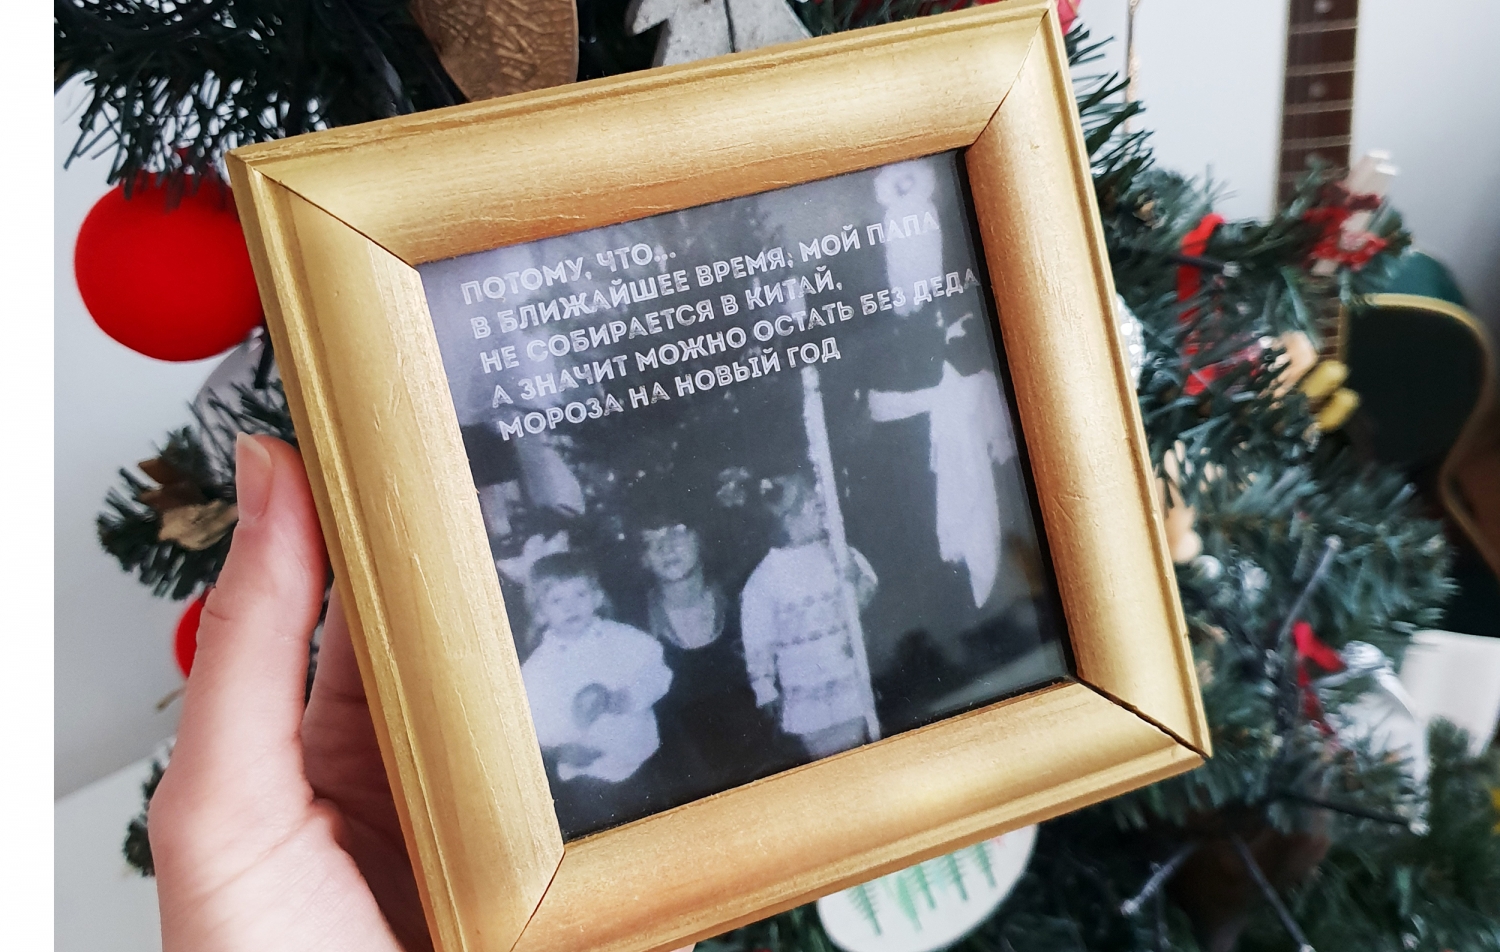 ПОТОМУ, ЧТО...
В БЛИЖАЙШЕЕ ВРЕМЯ, МОЙ ПАПА
НЕ СОБИРАЕТСЯ В КИТАЙ,
А ЗНАЧИТ МОЖНО ОСТАТЬ БЕЗ ДЕДА
МОРОЗА НА НОВЫЙ ГОД